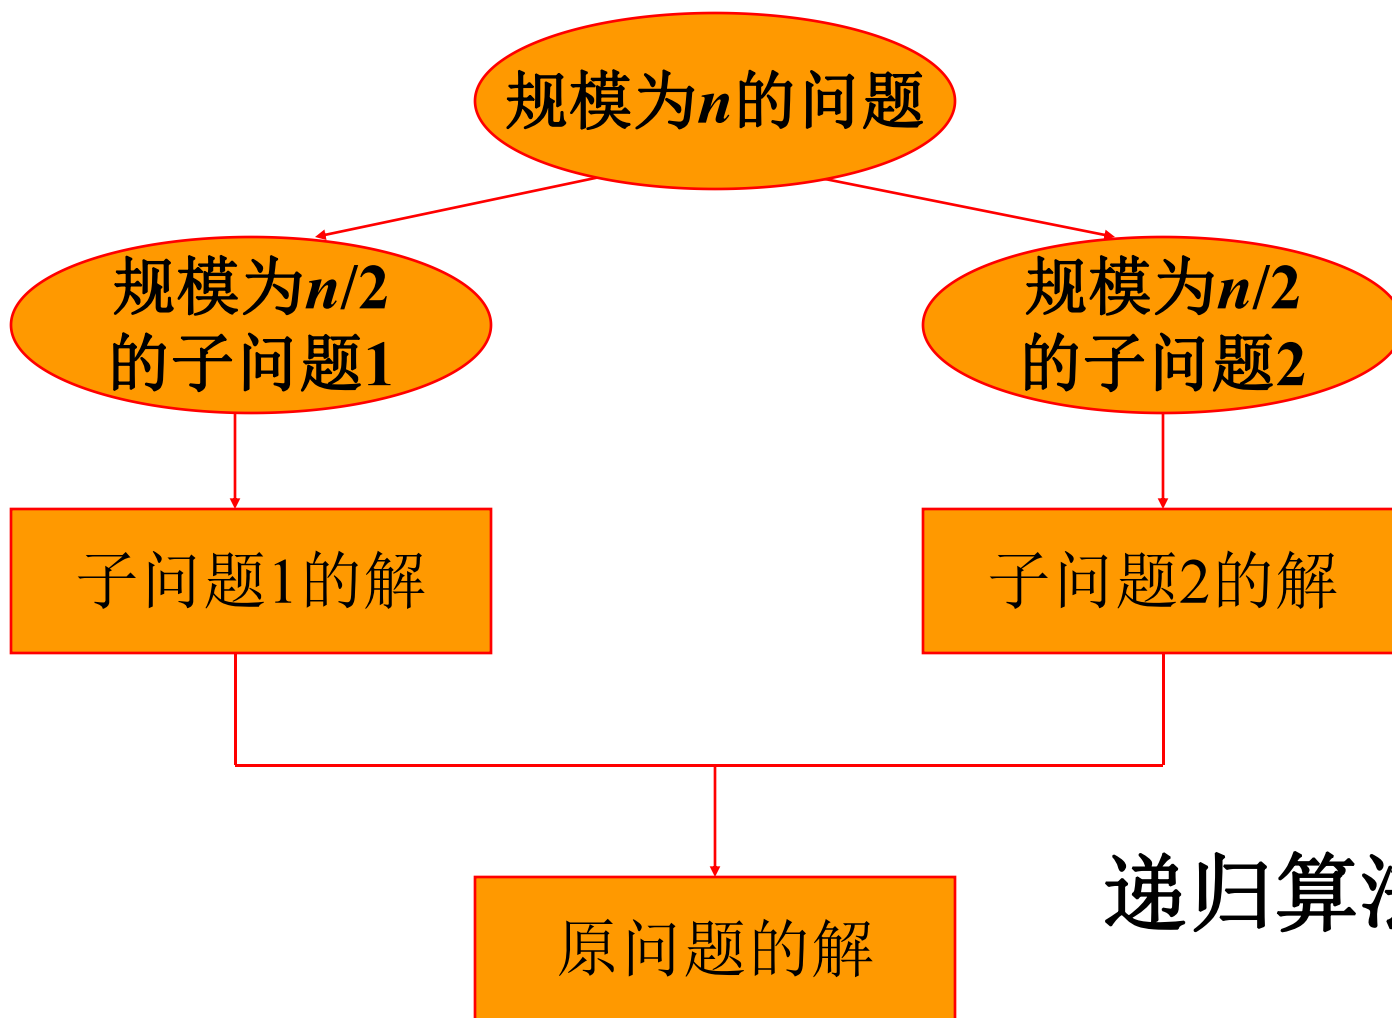 规模为n的问题
规模为n/2
的子问题1
规模为n/2
的子问题2
子问题1的解
子问题2的解
递归算法
原问题的解